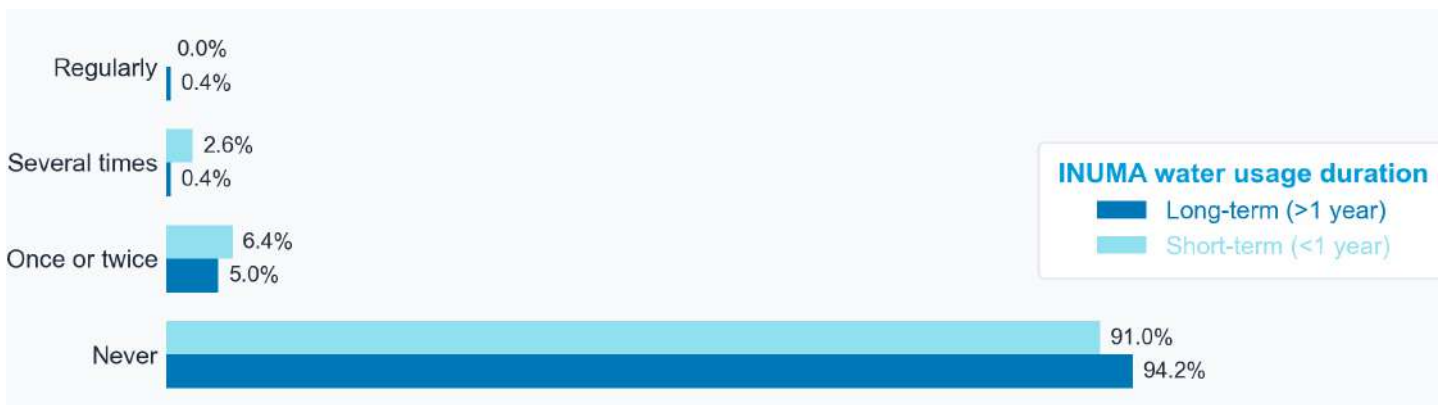 0.0%
Regularly
0.4%
2.6%
Several times
0.4%
6.4%
Once or twice
5.0%
91.0%
Never
94.2%
INUMA water usage duration
Long-term (>1 year)
Short-term (<1 year)